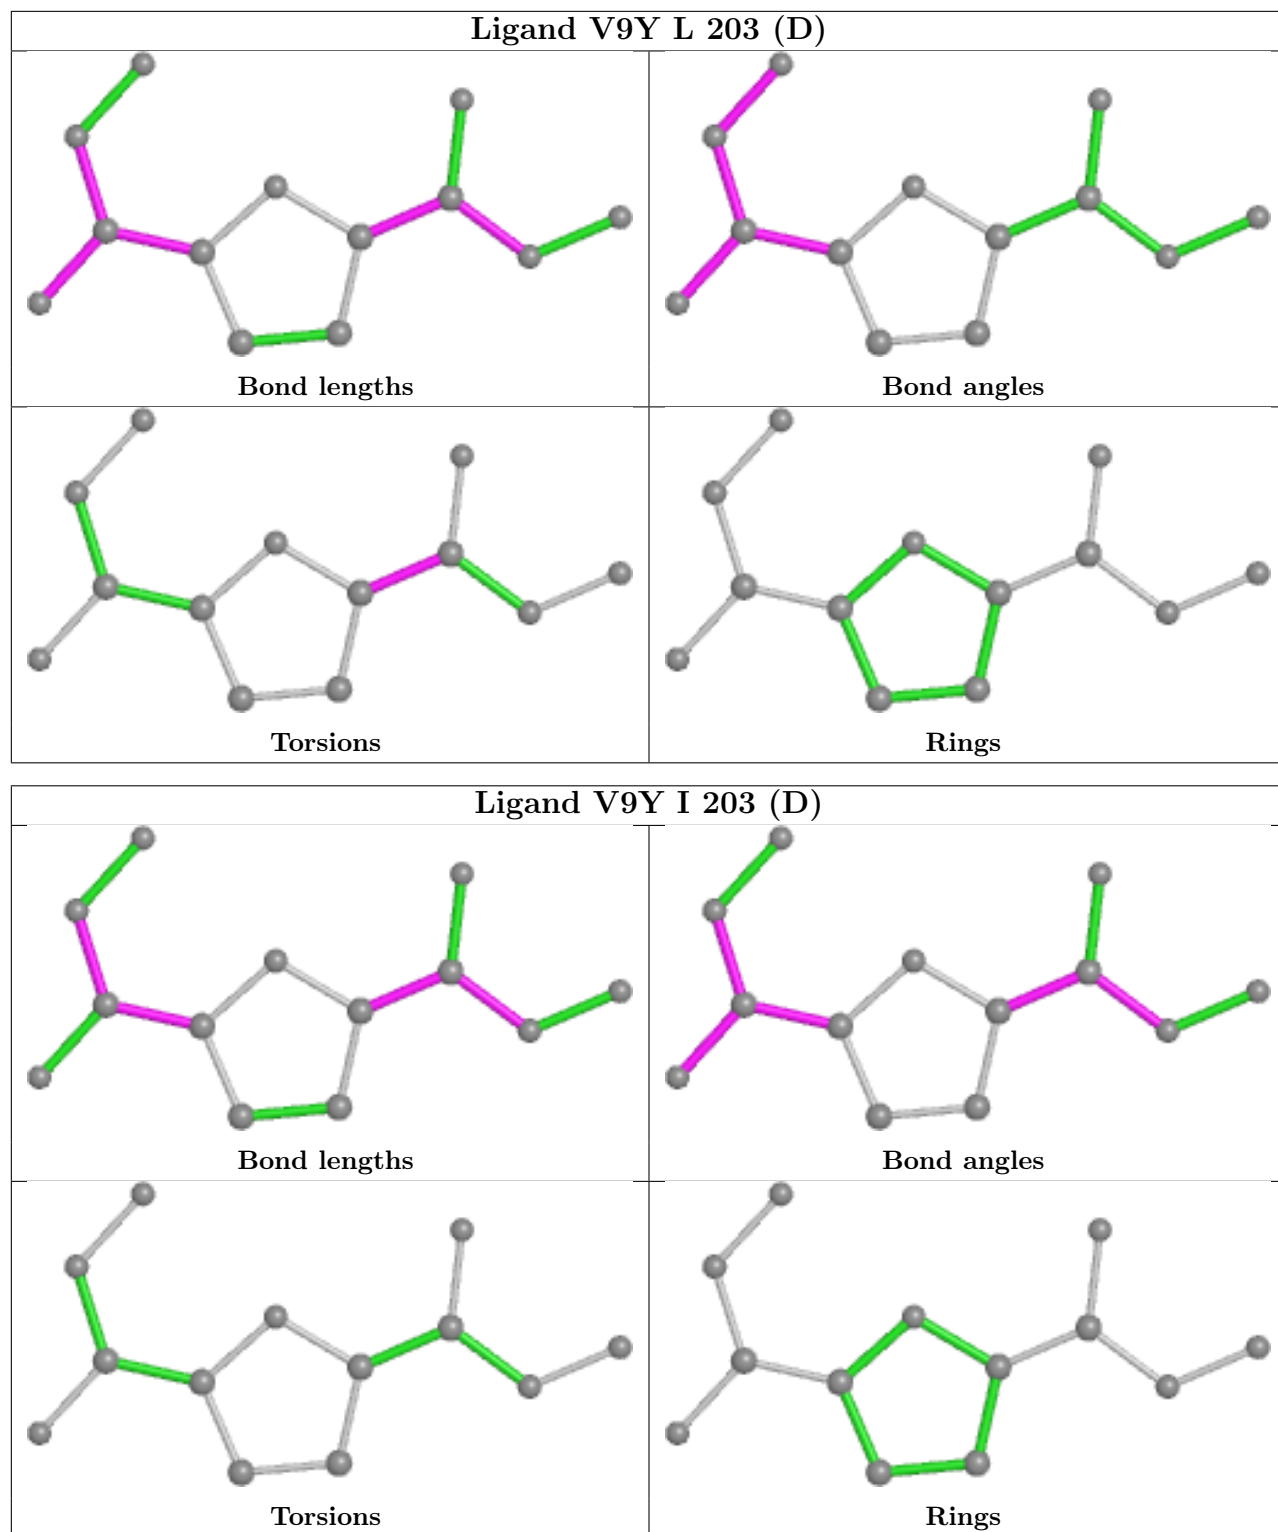 Ligand V9Y L 203 (D)
Bond lengths
Bond angles
Torsions
Rings
Ligand V9Y I 203 (D)
Bond lengths
Bond angles
Torsions
Rings